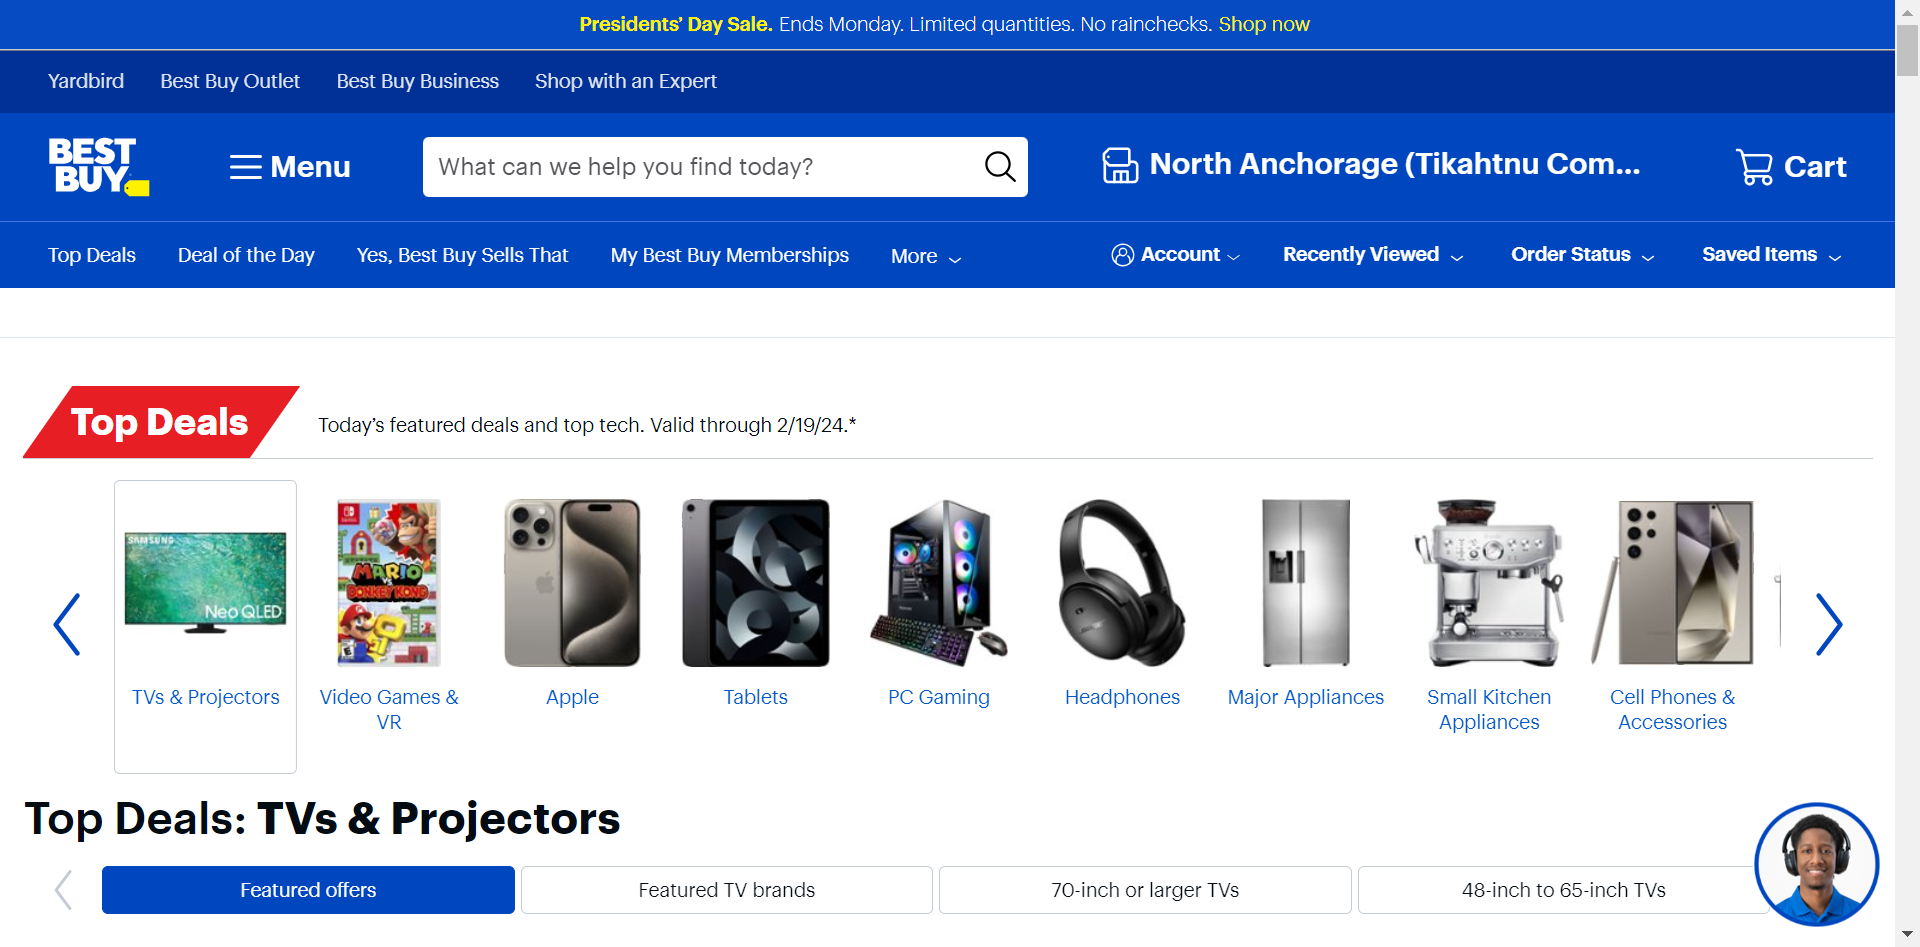 Presidents' Day Sale. Ends Monday. Limited quantities. No rainchecks. Shop now
Yardbird Best Buy Outlet Best Buy Business Shop with an Expert
BEST
BUY
Menu
What can we help you find today?
North Anchorage (Tikahtnu Com...
Cart
Top Deals Deal of the Day Yes, Best Buy Sells That My Best Buy Memberships More Account Recently Viewed Order Status Saved Items
Top Deals
Today's featured deals and top tech. Valid through 2/19/24.*
SAMSUNG
Neo QLED
MARIO
VS
DONKEY KONG
TVs & Projectors
Video Games &
VR
Apple
Tablets
PC Gaming
Headphones
Major Appliances
Small Kitchen
Appliances
Cell Phones &
Accessories
Top Deals: TVs & Projectors
Featured offers
Featured TV brands
70-inch or larger TVs
48-inch to 65-inch TVs